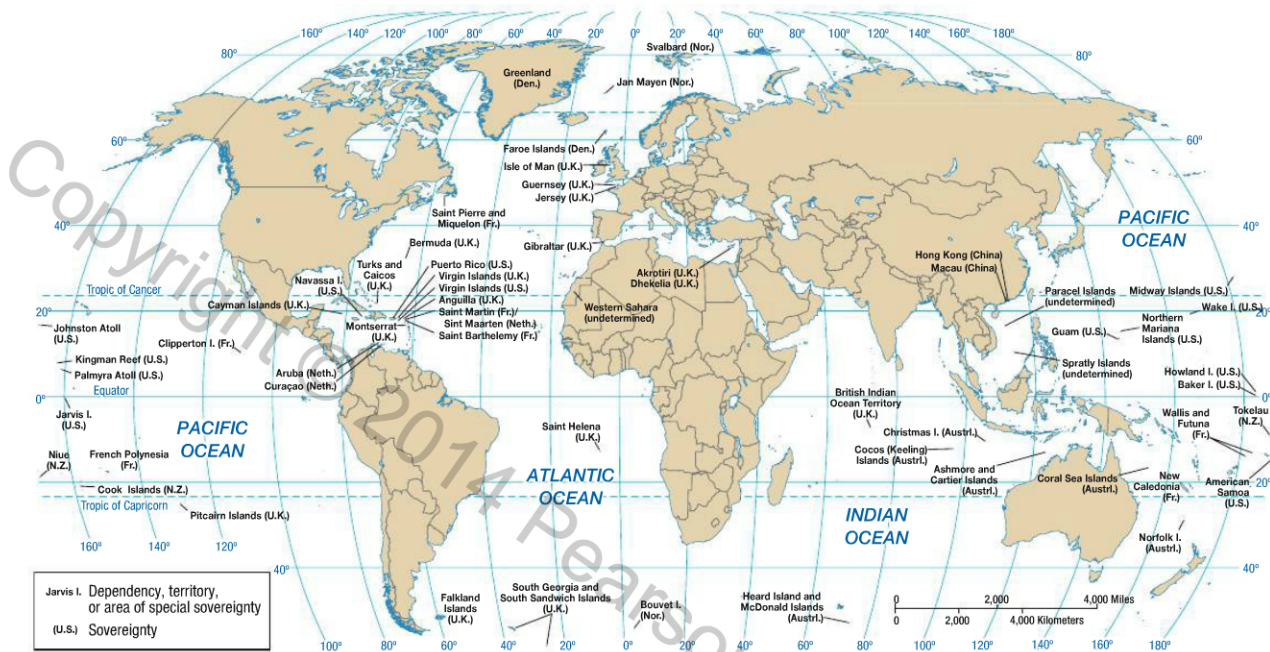 160° 140° 120° 100° 80° 60° 40° 20° 0° 20° 40° 60° 80° 100° 120° 140° 160°
80°
80°
Svalbard (Nor.)
Greenland
(Den.)
Jan Mayen (Nor.)
60°
60°
Faroe Islands (Den.)
Isle of Man (U.K.)
Guernsey (U.K.)
Jersey (U.K.)
Saint Pierre and
Miquelon (Fr.)
40°
40°
PACIFIC
OCEAN
Bermuda (U.K.)
Gibraltar (U.K.)
Hong Kong (China)
Macau (China)
Turks and
Caicos
(U.K.)
Puerto Rico (U.S.)
Virgin Islands (U.K.)
Virgin Islands (U.S.)
Anguilla (U.K.)
Saint Martin (Fr.)/
Sint Maarten (Neth.)
Saint Barthelemy (Fr.)
Akrotiri (U.K.)
Dhekelia (U.K.)
Navassa I.
(U.S.)
Tropic of Cancer
Cayman Islands (U.K.)
Western Sahara
(undetermined)
Paracel Islands
(undetermined)
Midway Islands (U.S.)
Wake I. (U.S.)
20°
20°
Montserrat
(U.K.)
Northern
Mariana
Islands (U.S.)
Guam (U.S.)
Johnston Atoll
(U.S.)
Clipperton I. (Fr.)
Kingman Reef (U.S.)
Palmyra Atoll (U.S.)
Aruba (Neth.)
Curaçao (Neth.)
Spratly Islands
(undetermined)
Howland I. (U.S.)
Baker I. (U.S.)
Equator
0°
0°
British Indian
Ocean Territory
(U.K.)
Jarvis I.
(U.S.)
PACIFIC
OCEAN
Saint Helena
(U.K.)
Christmas I. (Austrl.)
Wallis and
Futuna
(Fr.)
Tokelau
(N.Z.)
Niue
(N.Z.)
French Polynesia
(Fr.)
Cocos (Keeling)
Islands (Austrl.)
Ashmore and
Cartier Islands
(Austrl.)
Coral Sea Islands
(Austrl.)
New
Caledonia
(Fr.)
American
Samoa
(U.S.)
20°
Cook Islands (N.Z.)
ATLANTIC
OCEAN
Tropic of Capricorn
Pitcairn Islands (U.K.)
INDIAN
OCEAN
Norfolk I.
(Austrl.)
160° 140° 120°
40°
40°
Jarvis I. Dependency, territory,
or area of special sovereignty
(U.S.) Sovereignty
Falkland
Islands
(U.K.)
South Georgia and
South Sandwich Islands
(U.K.)
Bouvet I.
(Nor.)
Heard Island and
McDonald Islands
(Austrl.)
0 2,000 4,000 Miles
0 2,000 4,000 Kilometers
100° 80° 60° 40° 20° 0° 20° 40° 60° 80° 100° 120° 140° 160° 180°
Copyright © 2014 Pearso